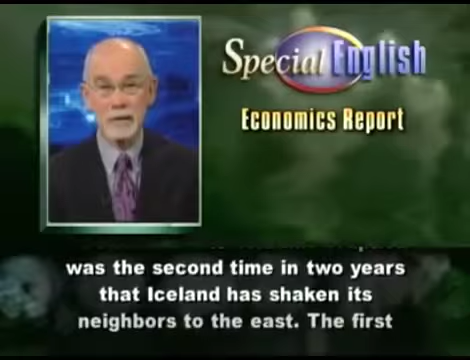 Special English
Economics Report
was the second time in two years
that Iceland has shaken its
neighbors to the east. The first